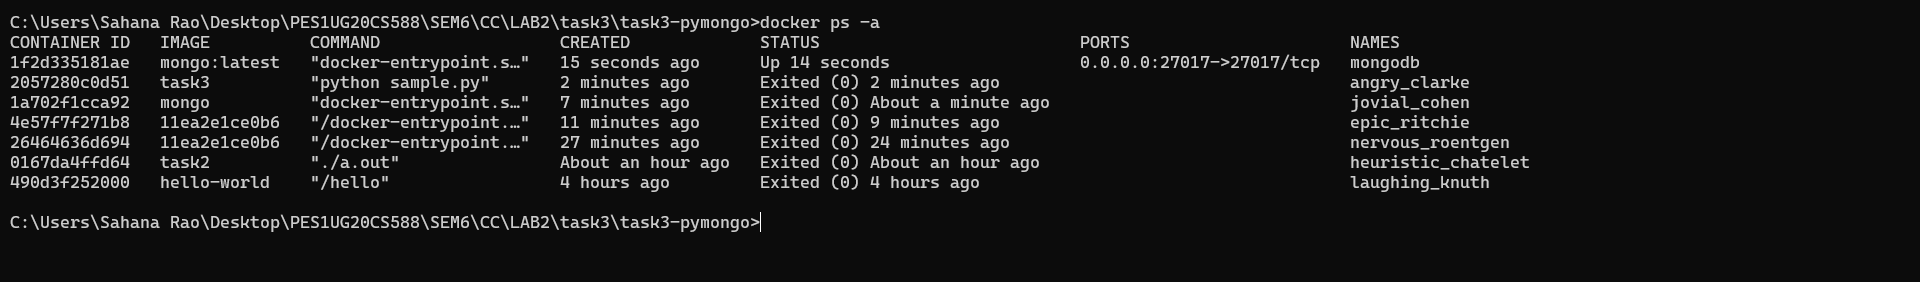 C:\Users\Sahana Rao\Desktop\PES1UG20CS588\SEM6\CC\LAB2\task3\task3-pymongo>docker ps -a
CONTAINER ID   IMAGE          COMMAND                  CREATED             STATUS                          PORTS                      NAMES
1f2d335181ae   mongo:latest   "docker-entrypoint.s…"   15 seconds ago      Up 14 seconds                   0.0.0.0:27017->27017/tcp   mongodb
2057280c0d51   task3          "python sample.py"       2 minutes ago       Exited (0) 2 minutes ago                                   angry_clarke
1a702f1cca92   mongo          "docker-entrypoint.s…"   7 minutes ago       Exited (0) About a minute ago                              jovial_cohen
4e57f7f271b8   11ea2e1ce0b6   "/docker-entrypoint.…"   11 minutes ago      Exited (0) 9 minutes ago                                   epic_ritchie
26464636d694   11ea2e1ce0b6   "/docker-entrypoint.…"   27 minutes ago      Exited (0) 24 minutes ago                                  nervous_roentgen
0167da4ffd64   task2          "./a.out"                About an hour ago   Exited (0) About an hour ago                               heuristic_chatelet
490d3f252000   hello-world    "/hello"                 4 hours ago         Exited (0) 4 hours ago                                     laughing_knuth
C:\Users\Sahana Rao\Desktop\PES1UG20CS588\SEM6\CC\LAB2\task3\task3-pymongo>